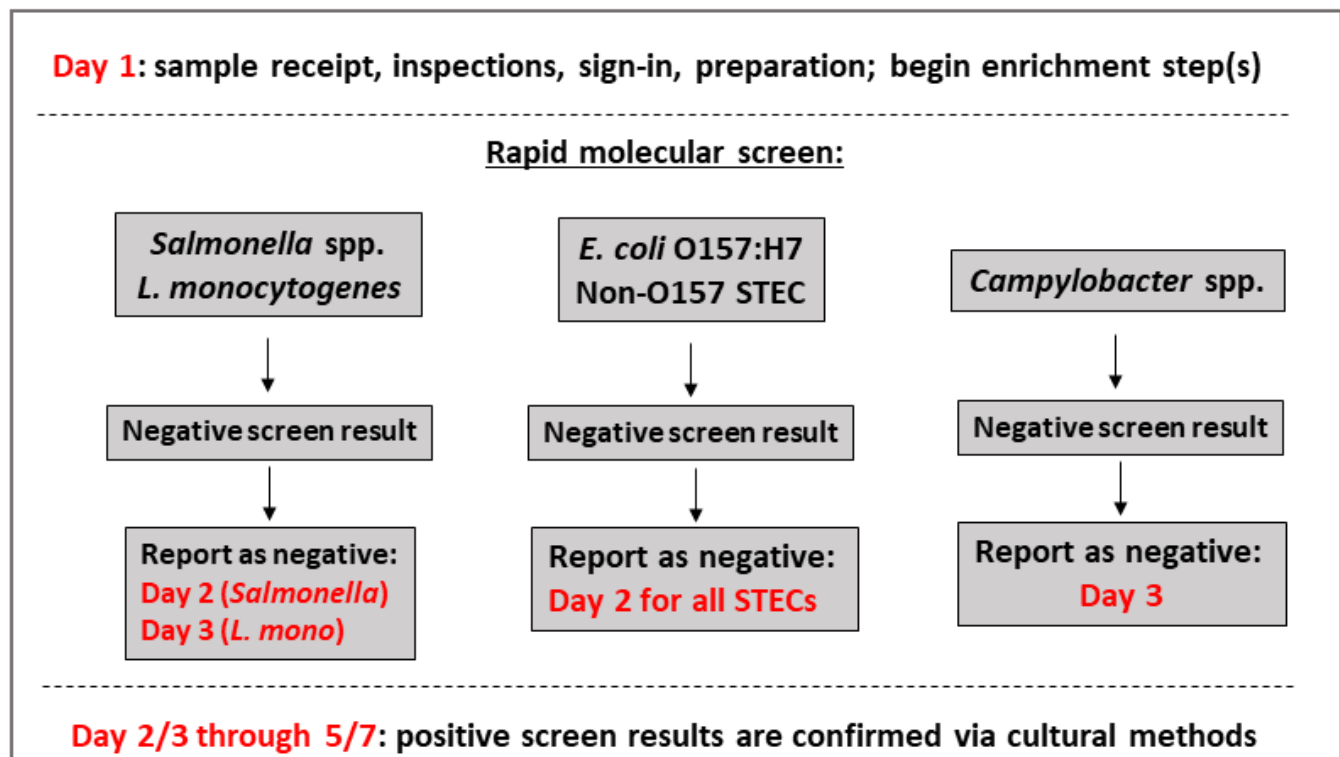 Day 1: sample receipt, inspections, sign-in, preparation; begin enrichment step(s)
Rapid molecular screen:
Salmonella spp.
L. monocytogenes
Negative screen result
Report as negative:
Day 2 (Salmonella)
Day 3 (L. mono)
E. coli O157:H7
Non-O157 STEC
Negative screen result
Report as negative:
Day 2 for all STECs
Campylobacter spp.
Negative screen result
Report as negative:
Day 3
Day 2/3 through 5/7: positive screen results are confirmed via cultural methods